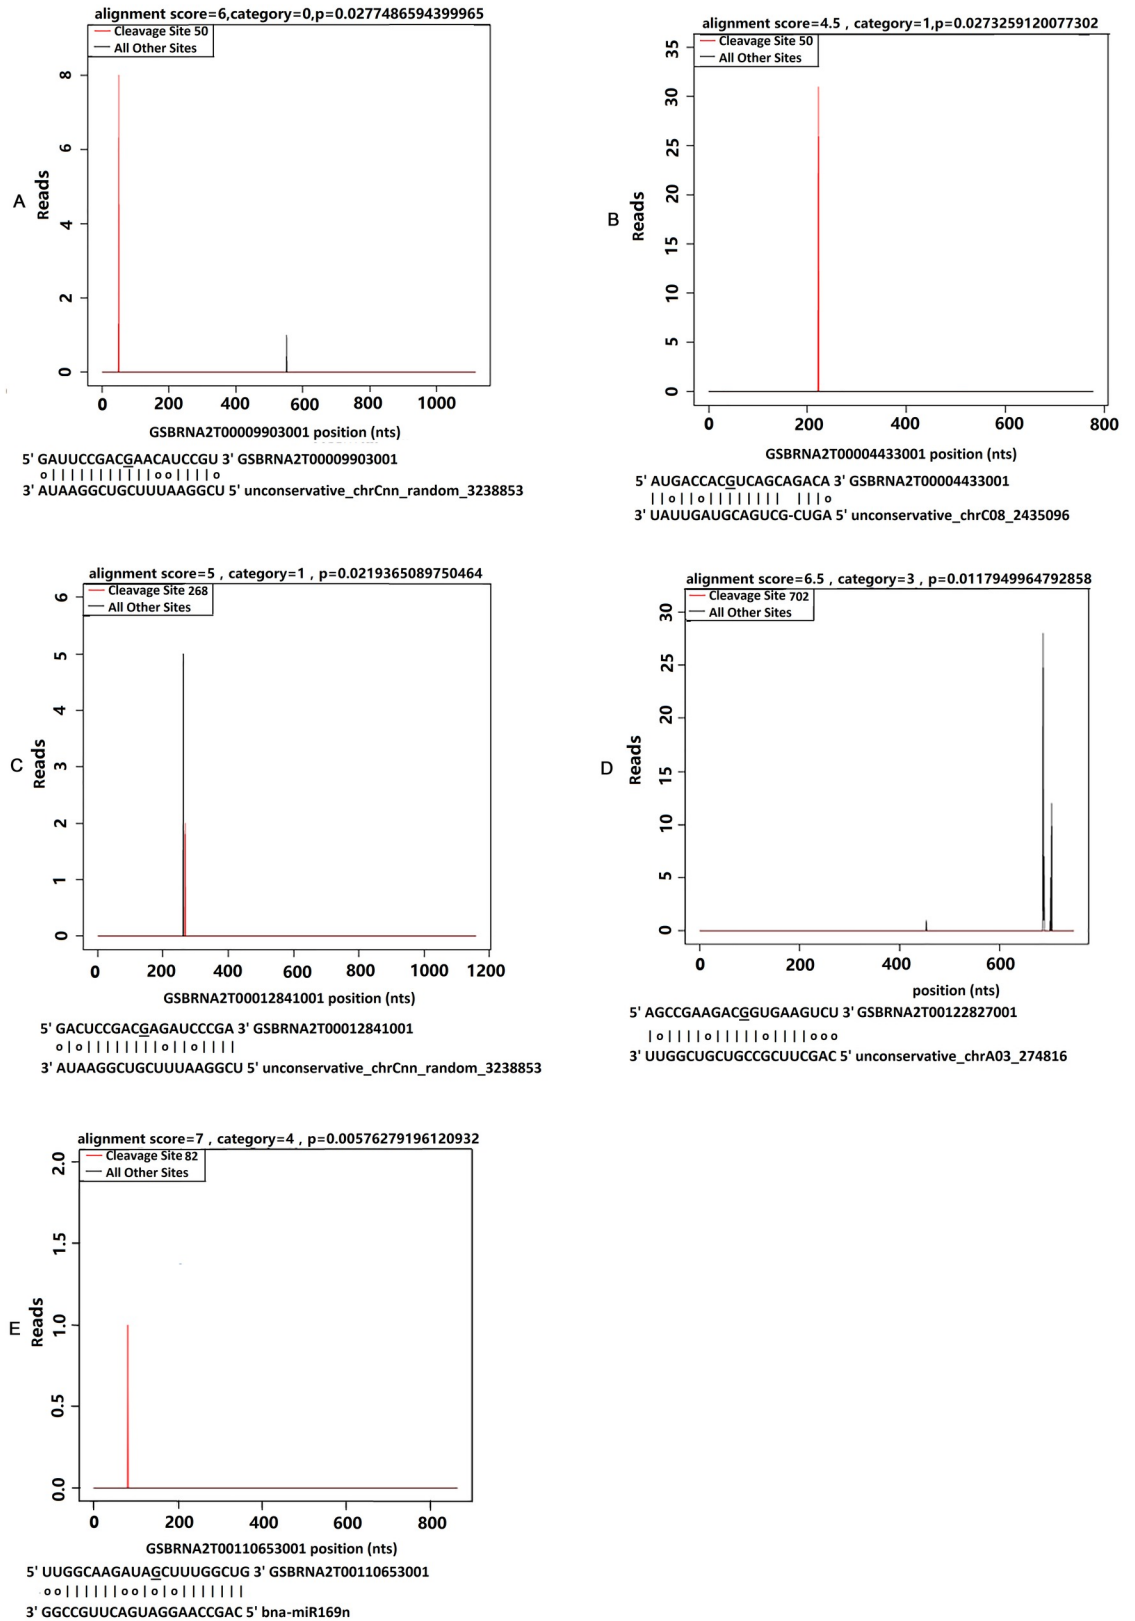 alignment score=6,category=0,p=0.0277486594399965
Cleavage Site 50
All Other Sites
8
6
4
2
0
Reads
A
0 200 400 600 800 1000
GSBRNA2T00009903001 position (nts)
5' GAUUCCGACGAACAUCCGU 3' GSBRNA2T00009903001
o|||||||||||oo||||o
3' AUAAGGCUGCUUUAAGGCU 5' unconservative_chrCnn_random_3238853
alignment score=4.5 , category=1,p=0.0273259120077302
Cleavage Site 50
All Other Sites
35
30
25
20
15
10
5
0
Reads
B
0 200 400 600 800
GSBRNA2T00004433001 position (nts)
5' AUGACCACGUCAGCAGACA 3' GSBRNA2T00004433001
||o||o|||||||| |||o
3' UAUUGAUGCAGUCG-CUGA 5' unconservative_chrC08_2435096
alignment score=5 , category=1 , p=0.0219365089750464
Cleavage Site 268
All Other Sites
6
5
4
3
2
1
0
Reads
C
0 200 400 600 800 1000 1200
GSBRNA2T00012841001 position (nts)
5' GACUCCGACGAGAUCCCGA 3' GSBRNA2T00012841001
o|o||||||||o||o||||
3' AUAAGGCUGCUUUAAGGCU 5' unconservative_chrCnn_random_3238853
alignment score=6.5 , category=3 , p=0.0117949964792858
Cleavage Site 702
All Other Sites
30
25
20
15
10
5
0
Reads
D
0 200 400 600
position (nts)
5' AGCCGAAGACGGUGAAGUCU 3' GSBRNA2T00122827001
|o||||o||||o|||||ooo
3' UUGGCUGCUGCCGCUUCGAC 5' unconservative_chrA03_274816
alignment score=7 , category=4 , p=0.00576279196120932
Cleavage Site 82
All Other Sites
2.0
1.5
1.0
0.5
0.0
Reads
E
0 200 400 600 800
GSBRNA2T00110653001 position (nts)
5' UUGGCAAGAUAGCUUUGGCUG 3' GSBRNA2T00110653001
oo||||||oo|o|o|||||||
3' GGCCGUUCAGUAGGAACCGAC 5' bna-miR169n